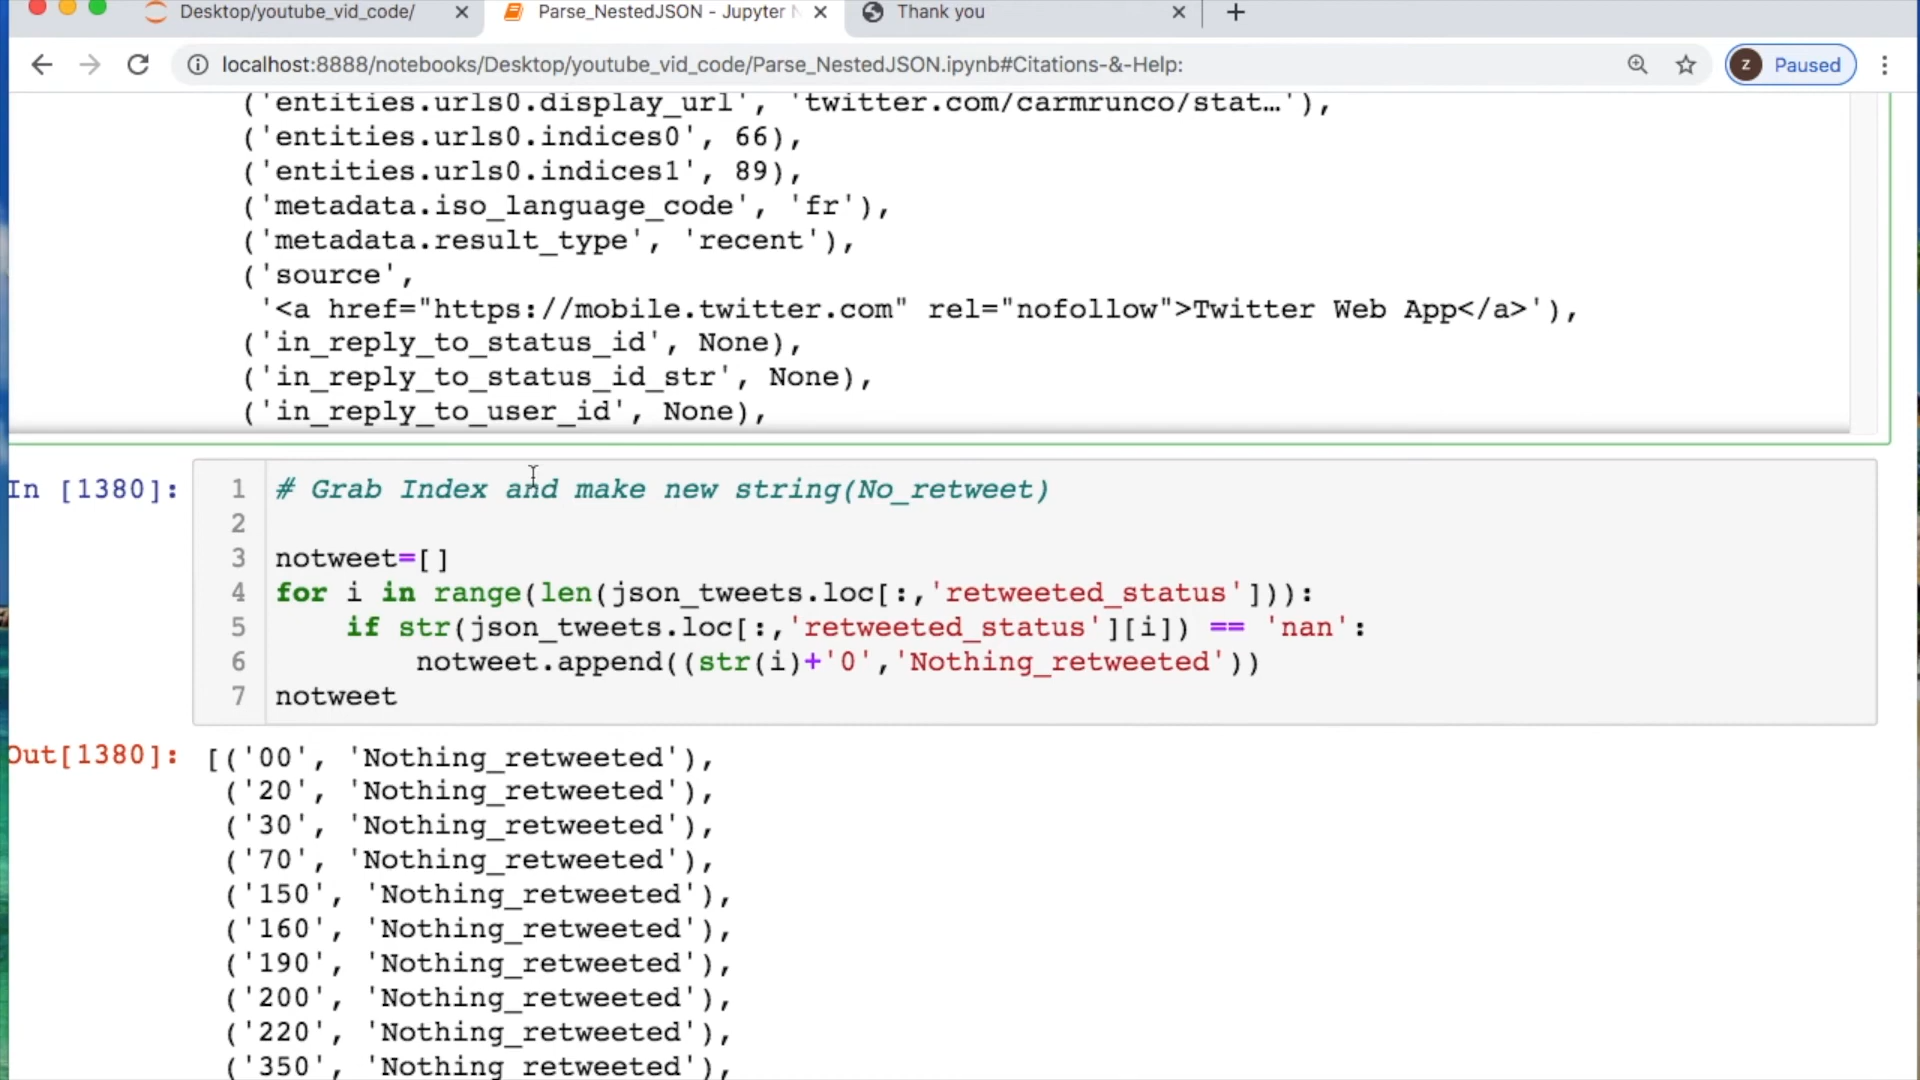 Desktop/youtube_vid_code/
Parse_NestedJSON - Jupyter N
Thank you
localhost:8888/notebooks/Desktop/youtube_vid_code/Parse_NestedJSON.ipynb#Citations-&-Help:
z
Paused
('entities.urls0.display_url', 'twitter.com/carmrunco/stat…'),
('entities.urls0.indices0', 66),
('entities.urls0.indices1', 89),
('metadata.iso_language_code', 'fr'),
('metadata.result_type', 'recent'),
('source',
'<a href="https://mobile.twitter.com" rel="nofollow">Twitter Web App</a>'),
('in_reply_to_status_id', None),
('in_reply_to_status_id_str', None),
('in_reply_to_user_id', None),
In [1380]:
1 # Grab Index and make new string(No_retweet)
2
3 notweet=[]
4 for i in range(len(json_tweets.loc[:,'retweeted_status'])):
5 if str(json_tweets.loc[:,'retweeted_status'][i]) == 'nan':
6 notweet.append((str(i)+'0','Nothing_retweeted'))
7 notweet
Out[1380]: [('00', 'Nothing_retweeted'),
('20', 'Nothing_retweeted'),
('30', 'Nothing_retweeted'),
('70', 'Nothing_retweeted'),
('150', 'Nothing_retweeted'),
('160', 'Nothing_retweeted'),
('190', 'Nothing_retweeted'),
('200', 'Nothing_retweeted'),
('220', 'Nothing_retweeted'),
('350', 'Nothing_retweeted'),